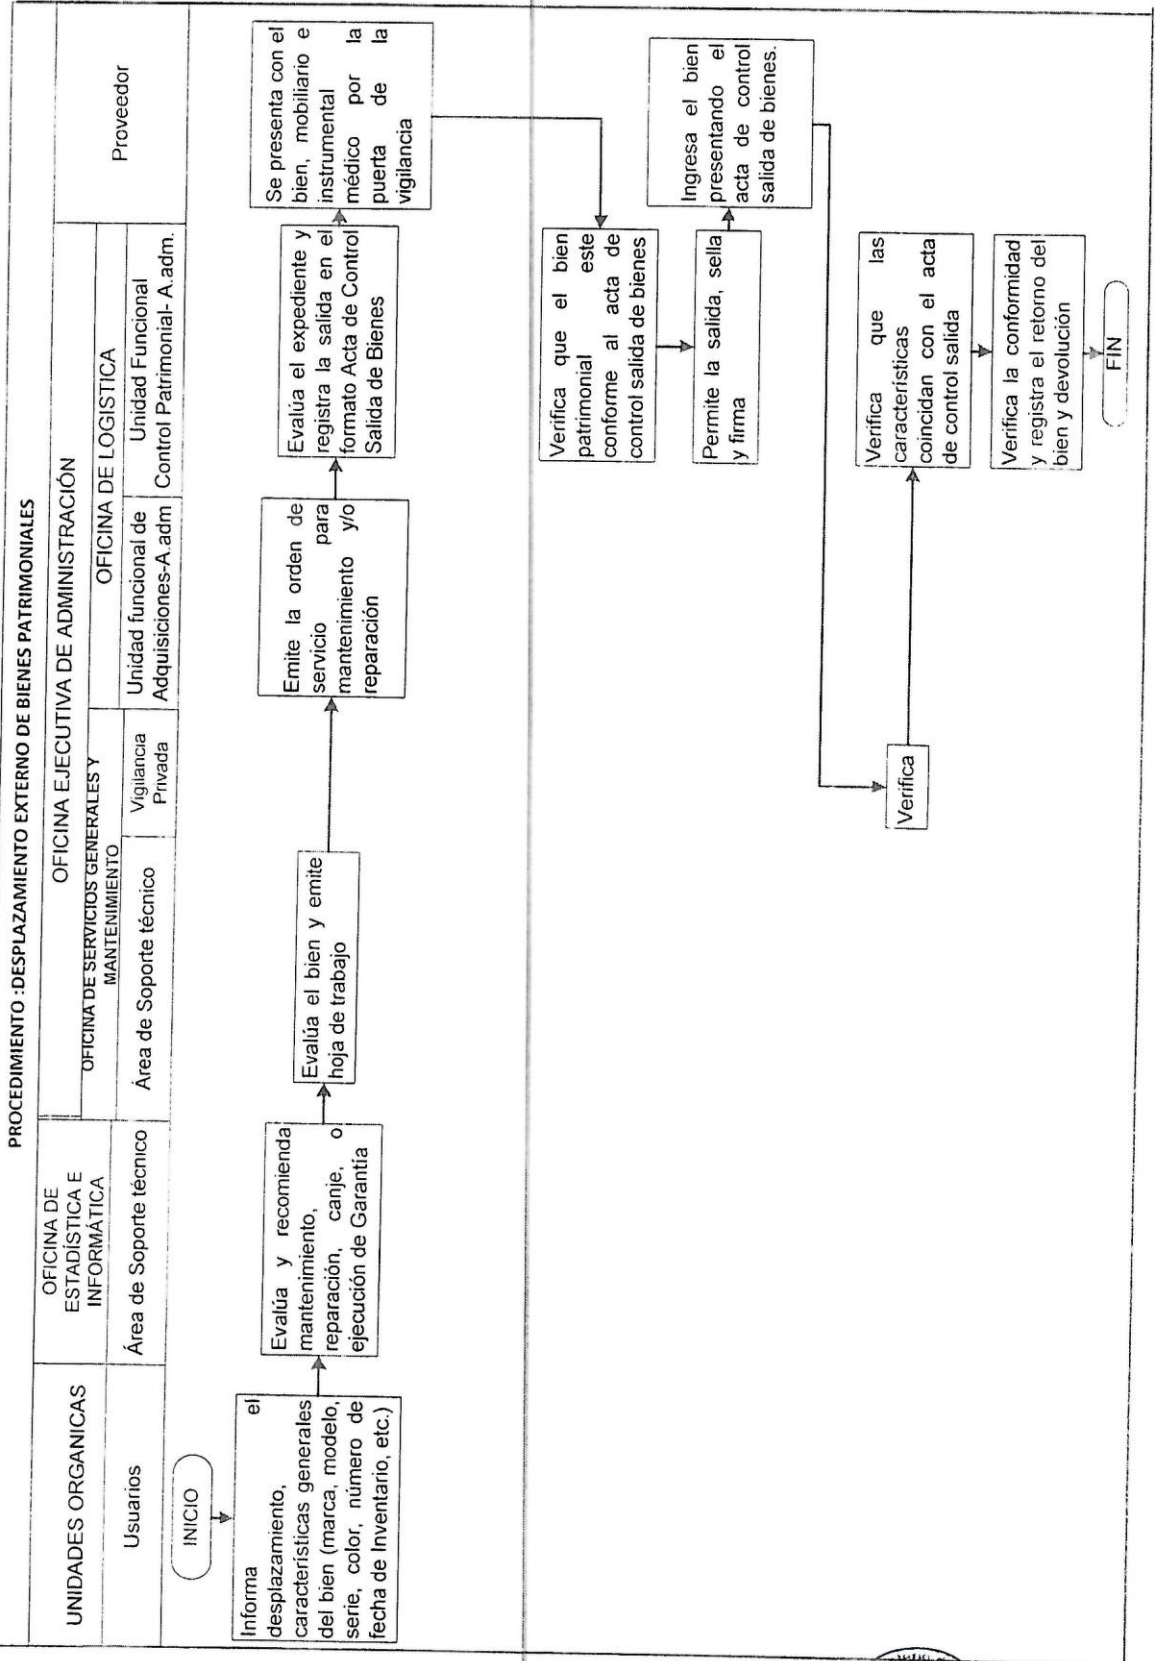 PROCEDIMIENTO :DESPLAZAMIENTO EXTERNO DE BIENES PATRIMONIALES
UNIDADES ORGANICAS
OFICINA DE
ESTADÍSTICA E
INFORMÁTICA
OFICINA EJECUTIVA DE ADMINISTRACIÓN
OFICINA DE SERVICIOS GENERALES Y
MANTENIMIENTO
OFICINA DE LOGISTICA
Proveedor
Usuarios
Área de Soporte técnico
Área de Soporte técnico
Vigilancia
Privada
Unidad funcional de
Adquisiciones-A.adm
Unidad Funcional
Control Patrimonial- A.adm.
INICIO
Informa el
desplazamiento,
características generales
del bien (marca, modelo,
serie, color, número de
fecha de Inventario, etc.)
Evalúa y recomienda
mantenimiento,
reparación, canje, o
ejecución de Garantía
Evalúa el bien y emite
hoja de trabajo
Emite la orden de
servicio para
mantenimiento y/o
reparación
Evalúa el expediente y
registra la salida en el
formato Acta de Control
Salida de Bienes
Se presenta con el
bien, mobiliario e
instrumental
médico por la
puerta de la
vigilancia
Verifica que el bien
patrimonial este
conforme al acta de
control salida de bienes
Permite la salida, sella
y firma
Ingresa el bien
presentando el
acta de control
salida de bienes.
Verifica
Verifica que las
características
coincidan con el acta
de control salida
Verifica la conformidad
y registra el retorno del
bien y devolución
FIN